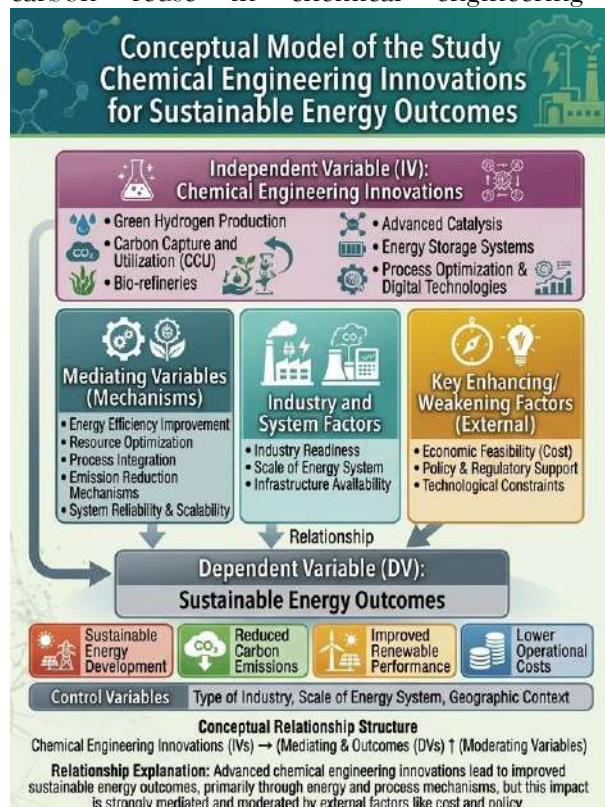 carbon reuse in chemical engineering
Conceptual Model of the Study
Chemical Engineering Innovations
for Sustainable Energy Outcomes
Independent Variable (IV):
Chemical Engineering Innovations
• Green Hydrogen Production
• Carbon Capture and
Utilization (CCU)
• Bio-refineries
• Advanced Catalysis
• Energy Storage Systems
• Process Optimization &
Digital Technologies
CO₂
Mediating Variables
(Mechanisms)
• Energy Efficiency Improvement
• Resource Optimization
• Process Integration
• Emission Reduction
Mechanisms
• System Reliability & Scalability
CO₂
Industry and
System Factors
• Industry Readiness
• Scale of Energy System
• Infrastructure Availability
Key Enhancing/
Weakening Factors
(External)
• Economic Feasibility (Cost)
• Policy & Regulatory Support
• Technological Constraints
Relationship
Dependent Variable (DV):
Sustainable Energy Outcomes
Sustainable
Energy
Development
CO₂
Reduced
Carbon
Emissions
Improved
Renewable
Performance
Lower
Operational
Costs
Control Variables Type of Industry, Scale of Energy System, Geographic Context
Conceptual Relationship Structure
Chemical Engineering Innovations (IVs) → (Mediating & Outcomes (DVs) ↑ (Moderating Variables)
Relationship Explanation: Advanced chemical engineering innovations lead to improved
sustainable energy outcomes, primarily through energy and process mechanisms, but this impact
is strongly mediated and moderated by external factors like cost and policy